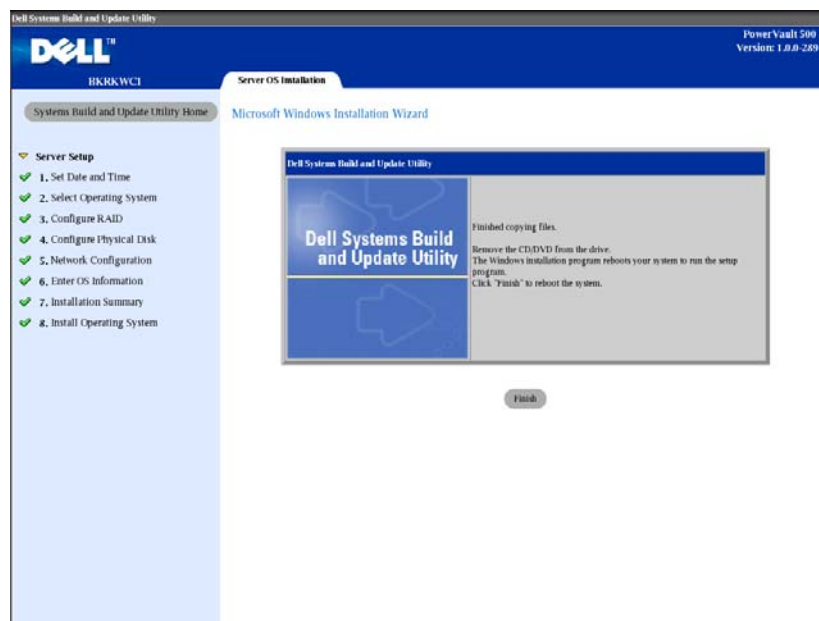 Dell Systems Build and Update Utility
DELL™
PowerVault 500
Version: 1.0.0-289
BKRKWC1
Server OS Installation
Systems Build and Update Utility Home
Microsoft Windows Installation Wizard
Server Setup
1. Set Date and Time
2. Select Operating System
3. Configure RAID
4. Configure Physical Disk
5. Network Configuration
6. Enter OS Information
7. Installation Summary
8. Install Operating System
Dell Systems Build and Update Utility
Dell Systems Build
and Update Utility
Finished copying files.
Remove the CD/DVD from the drive.
The Windows installation program reboots your system to run the setup
program.
Click "Finish" to reboot the system.
Finish